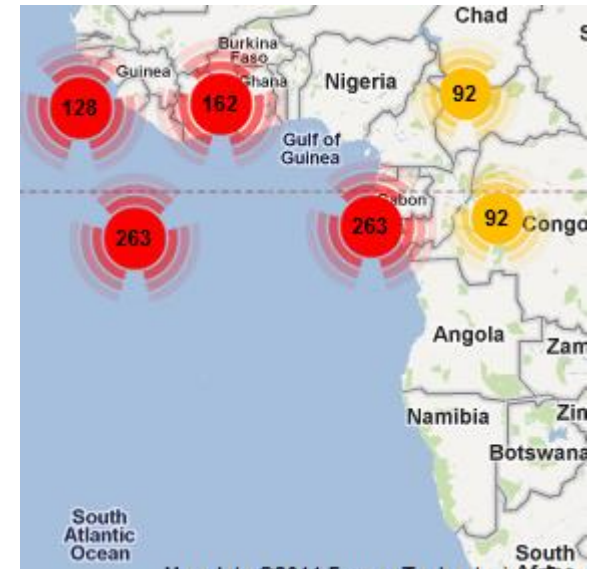 Chad
Burkina
Faso
Guinea
Ghana
Nigeria
92
128
162
Gulf of
Guinea
Gabon
263
263
92
Congo
Angola
Zam
Namibia
Zin
Botswana
South
Atlantic
Ocean
South